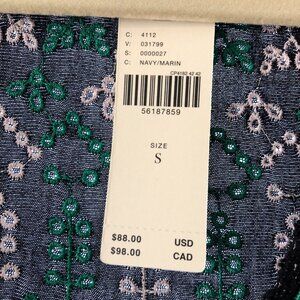 C: 4112
V: 031799
S: 0000027
C: NAVY/MARIN
56187859
SIZE
S
$88.00 USD
$98.00 CAD